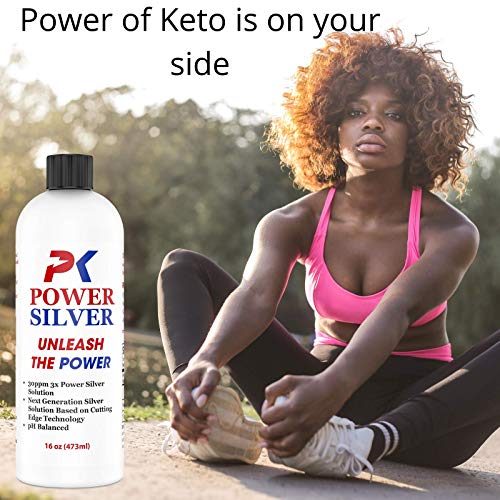 Power of Keto is on your
side
PK
POWER
SILVER
UNLEASH
THE POWER
• 30ppm 3x Power Silver
Solution
• Next Generation Silver
Solution Based on Cutting
Edge Technology
• pH Balanced
16 oz (473ml)